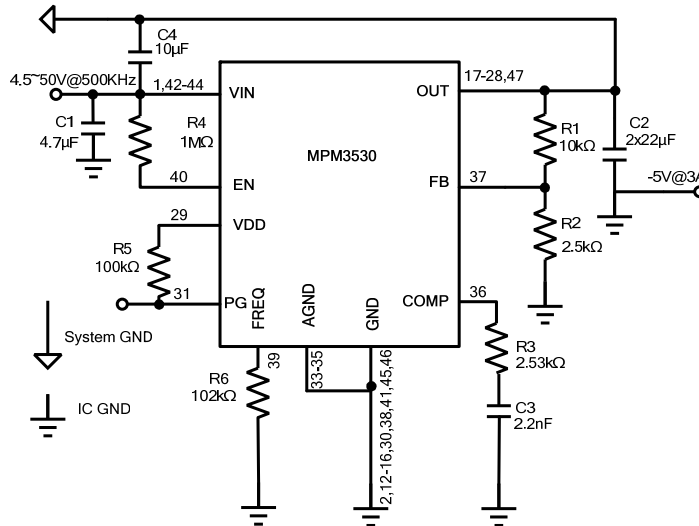 C4
10µF
4.5~50V@500KHz
1,42-44
VIN
17-28,47
OUT
C1
4.7µF
R4
1MΩ
MPM3530
R1
10kΩ
C2
2x22µF
40
EN
FB
37
-5V@3A
29
VDD
R2
2.5kΩ
R5
100kΩ
31
PG
FREQ
AGND
GND
COMP
36
System GND
39
33-35
2,12-16,30,38,41,45,46
R3
2.53kΩ
R6
102kΩ
IC GND
C3
2.2nF